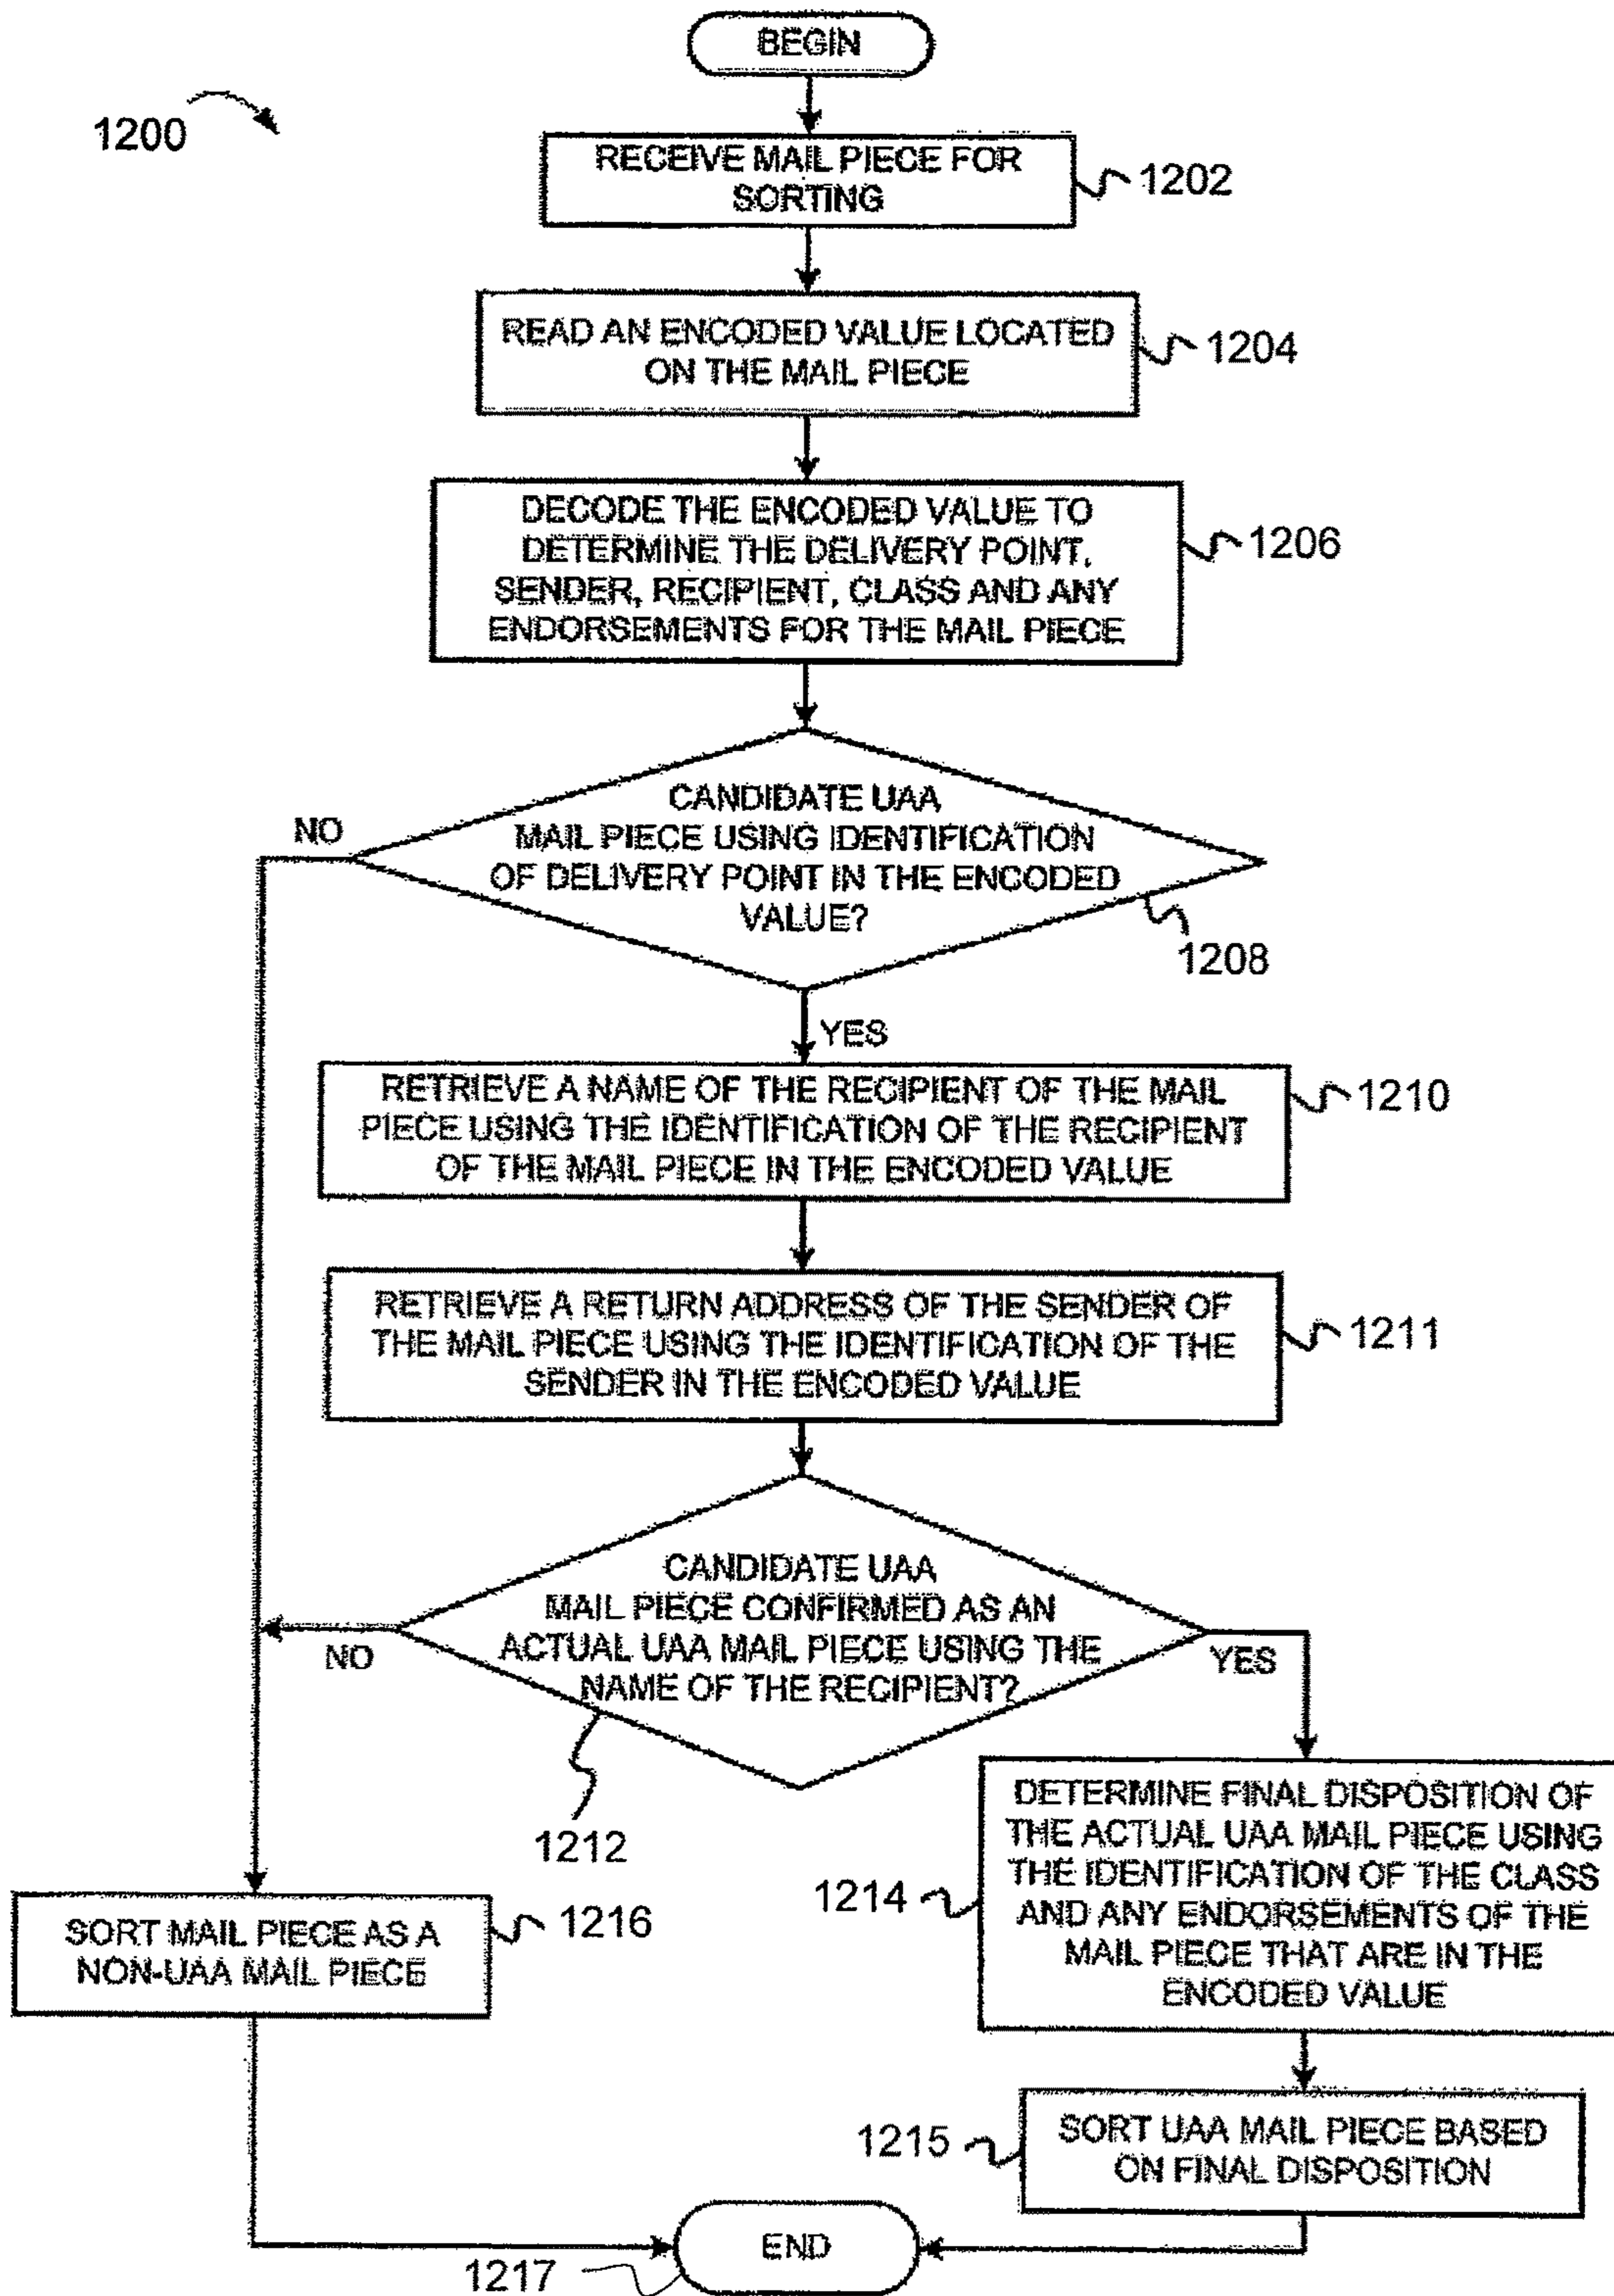 BEGIN
1200
RECEIVE MAIL PIECE FOR
SORTING
1202
READ AN ENCODED VALUE LOCATED
ON THE MAIL PIECE
1204
DECODE THE ENCODED VALUE TO
DETERMINE THE DELIVERY POINT,
SENDER, RECIPIENT, CLASS AND ANY
ENDORSEMENTS FOR THE MAIL PIECE
1206
CANDIDATE UAA
MAIL PIECE USING IDENTIFICATION
OF DELIVERY POINT IN THE ENCODED
VALUE?
NO
1208
YES
RETRIEVE A NAME OF THE RECIPIENT OF THE MAIL
PIECE USING THE IDENTIFICATION OF THE RECIPIENT
OF THE MAIL PIECE IN THE ENCODED VALUE
1210
RETRIEVE A RETURN ADDRESS OF THE SENDER OF
THE MAIL PIECE USING THE IDENTIFICATION OF THE
SENDER IN THE ENCODED VALUE
1211
CANDIDATE UAA
MAIL PIECE CONFIRMED AS AN
ACTUAL UAA MAIL PIECE USING THE
NAME OF THE RECIPIENT?
NO
YES
1212
DETERMINE FINAL DISPOSITION OF
THE ACTUAL UAA MAIL PIECE USING
THE IDENTIFICATION OF THE CLASS
AND ANY ENDORSEMENTS OF THE
MAIL PIECE THAT ARE IN THE
ENCODED VALUE
1214
SORT MAIL PIECE AS A
NON-UAA MAIL PIECE
1216
SORT UAA MAIL PIECE BASED
ON FINAL DISPOSITION
1215
END
1217